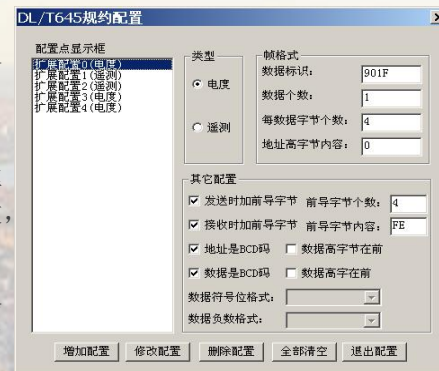 DL/T645规约配置
配置点显示框
扩展配置0(电度)
扩展配置1(遥测)
扩展配置2(遥测)
扩展配置3(电度)
扩展配置4(电度)
类型
电度
遥测
帧格式
数据标识： 901F
数据个数： 1
每数据字节个数： 4
地址高字节内容： 0
其它配置
发送时加前导字节 前导字节个数： 4
接收时加前导字节 前导字节内容： FE
地址是BCD码 数据高字节在前
数据是BCD码 数据高字在前
数据符号位格式：
数据负数格式：
增加配置 修改配置 删除配置 全部清空 退出配置